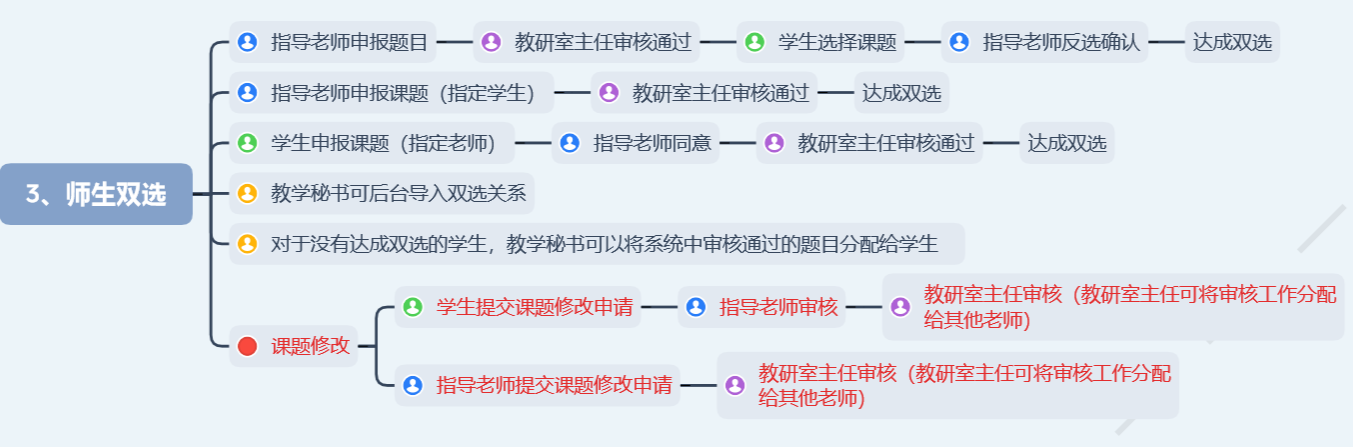 指导老师申报题目 教研室主任审核通过 学生选择课题 指导老师反选确认 达成双选
指导老师申报课题（指定学生） 教研室主任审核通过 达成双选
学生申报课题（指定老师） 指导老师同意 教研室主任审核通过 达成双选
3、师生双选
教学秘书可后台导入双选关系
对于没有达成双选的学生，教学秘书可以将系统中审核通过的题目分配给学生
课题修改
学生提交课题修改申请 指导老师审核 教研室主任审核（教研室主任可将审核工作分配
给其他老师）
指导老师提交课题修改申请 教研室主任审核（教研室主任可将审核工作分配
给其他老师）